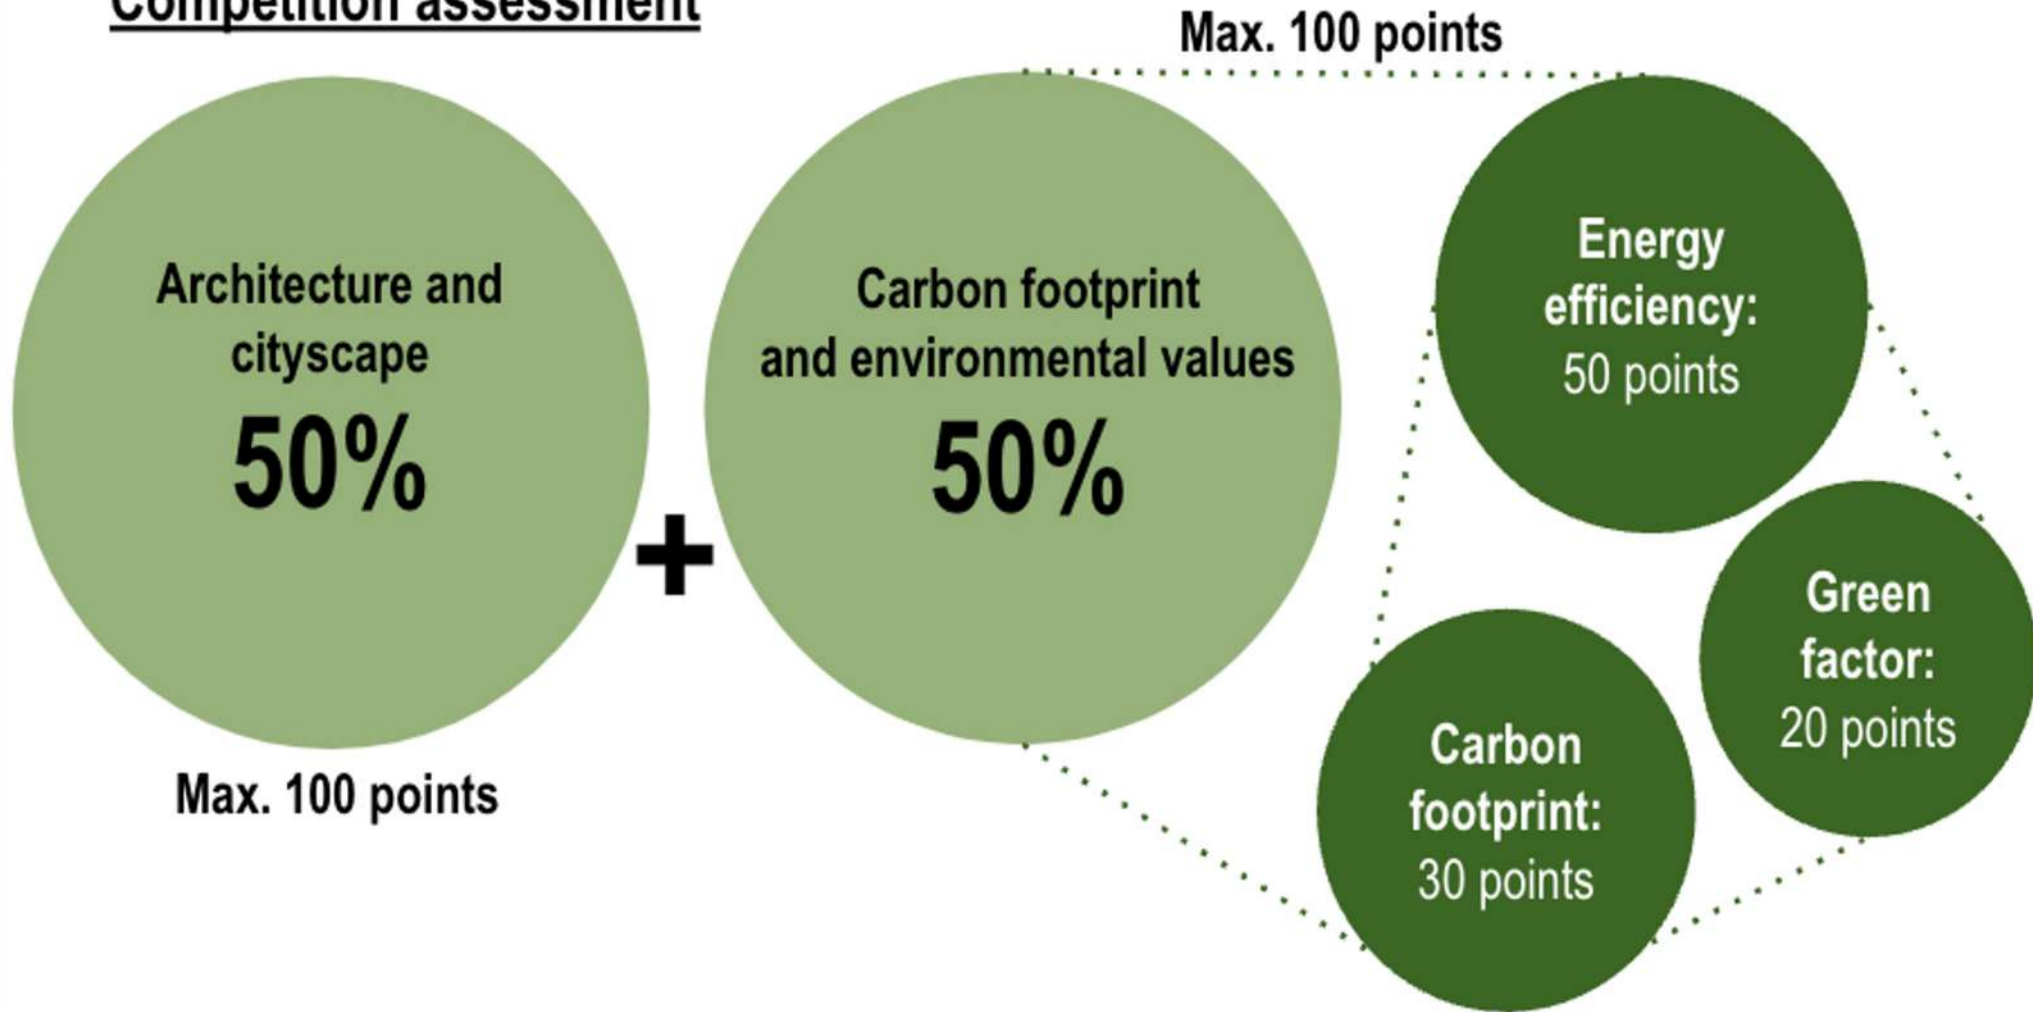 Competition assessment
Max. 100 points
Architecture and
cityscape
50%
Max. 100 points
+
Carbon footprint
and environmental values
50%
Energy
efficiency:
50 points
Green
factor:
20 points
Carbon
footprint:
30 points